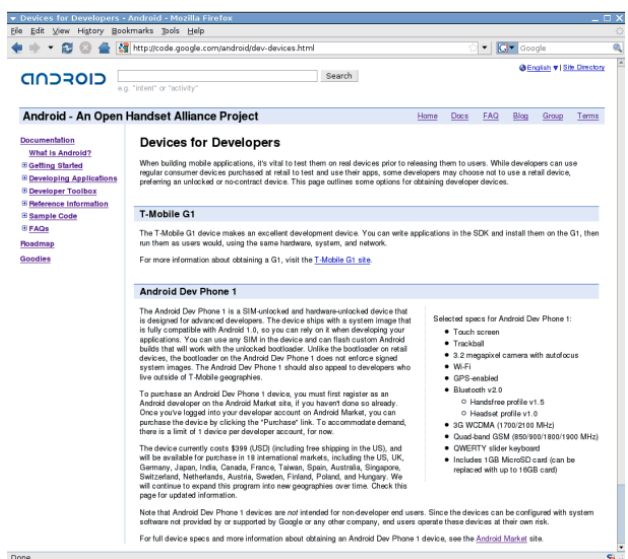 Devices for Developers - Android - Mozilla Firefox
File Edit View History Bookmarks Tools Help
http://code.google.com/android/dev-devices.html
Google
English ▼ | Site Directory
android
Search
e.g. "intent" or "activity"
Android - An Open Handset Alliance Project
Home Docs FAQ Blog Group Terms
Documentation
What is Android?
Getting Started
Developing Applications
Developer Toolbox
Reference Information
Sample Code
FAQs
Roadmap
Goodies
Devices for Developers
When building mobile applications, it's vital to test them on real devices prior to releasing them to users. While developers can use
regular consumer devices purchased at retail to test and use their apps, some developers may choose not to use a retail device,
preferring an unlocked or no-contract device. This page outlines some options for obtaining developer devices.
T-Mobile G1
The T-Mobile G1 device makes an excellent development device. You can write applications in the SDK and install them on the G1, then
run them as users would, using the same hardware, system, and network.
For more information about obtaining a G1, visit the T-Mobile G1 site.
Android Dev Phone 1
The Android Dev Phone 1 is a SIM-unlocked and hardware-unlocked device that
is designed for advanced developers. The device ships with a system image that
is fully compatible with Android 1.0, so you can rely on it when developing your
applications. You can use any SIM in the device and can flash custom Android
builds that will work with the unlocked bootloader. Unlike the bootloader on retail
devices, the bootloader on the Android Dev Phone 1 does not enforce signed
system images. The Android Dev Phone 1 should also appeal to developers who
live outside of T-Mobile geographies.
To purchase an Android Dev Phone 1 device, you must first register as an
Android developer on the Android Market site, if you haven't done so already.
Once you've logged into your developer account on Android Market, you can
purchase the device by clicking the "Purchase" link. To accommodate demand,
there is a limit of 1 device per developer account, for now.
The device currently costs $399 (USD) (including free shipping in the US), and
will be available for purchase in 18 international markets, including the US, UK,
Germany, Japan, India, Canada, France, Taiwan, Spain, Australia, Singapore,
Switzerland, Netherlands, Austria, Sweden, Finland, Poland, and Hungary. We
will continue to expand this program into new geographies over time. Check this
page for updated information.
Selected specs for Android Dev Phone 1:
Touch screen
Trackball
3.2 megapixel camera with autofocus
Wi-Fi
GPS-enabled
Bluetooth v2.0
Handsfree profile v1.5
Headset profile v1.0
3G WCDMA (1700/2100 MHz)
Quad-band GSM (850/900/1800/1900 MHz)
QWERTY slider keyboard
Includes 1GB MicroSD card (can be
replaced with up to 16GB card)
Note that Android Dev Phone 1 devices are not intended for non-developer end users. Since the devices can be configured with system
software not provided by or supported by Google or any other company, end users operate these devices at their own risk.
For full device specs and more information about obtaining an Android Dev Phone 1 device, see the Android Market site.
Done